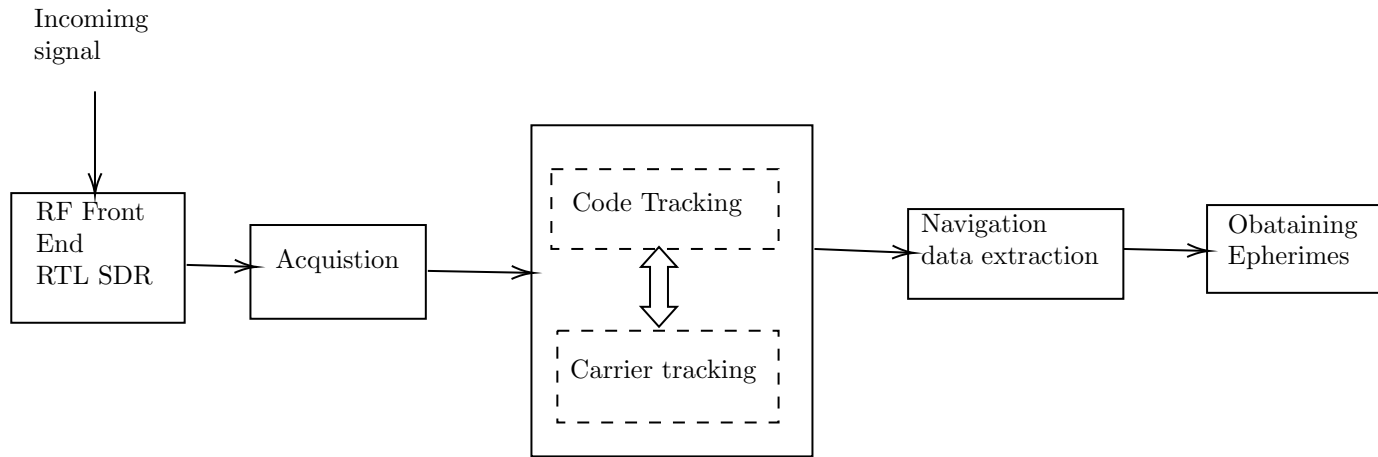 Incomimg
signal
RF Front
End
RTL SDR
Acquistion
Code Tracking
Carrier tracking
Navigation
data extraction
Obataining
Epherimes